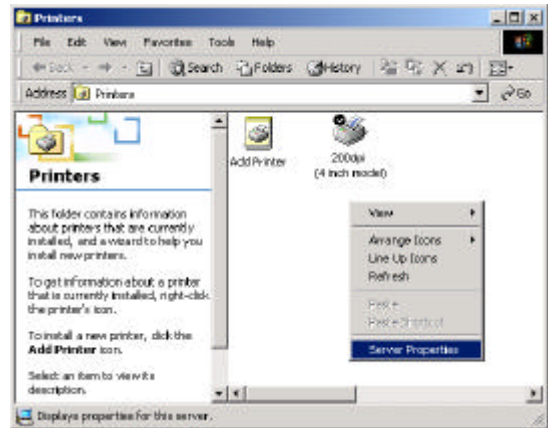 Printers
File Edit View Favorites Tools Help
Back Search Folders History
Address Printers Go
Printers
This folder contains information
about printers that are currently
installed, and a wizard to help you
install new printers.
To get information about a printer
that is currently installed, right-click
the printer's icon.
To install a new printer, click the
Add Printer icon.
Select an item to view its
description.
Add Printer
200dpi
(4 inch model)
View
Arrange Icons
Line Up Icons
Refresh
Paste
Paste Shortcut
Server Properties
Displays properties for this server.